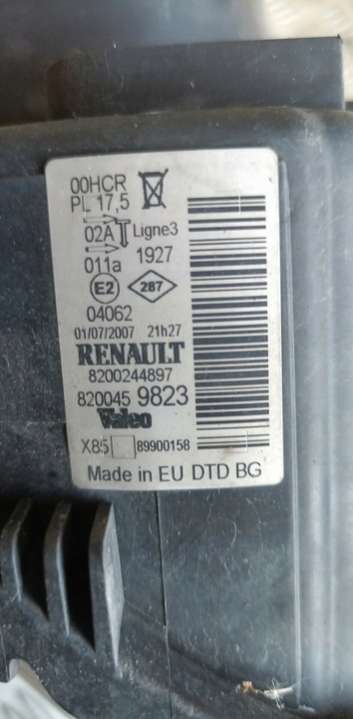 00HCR
PL 17,5
02A Ligne3
011a 1927
E2 287
04062
01/07/2007 21h27
RENAULT
8200244897
820045 9823
Valeo
X85 89900158
Made in EU DTD BG